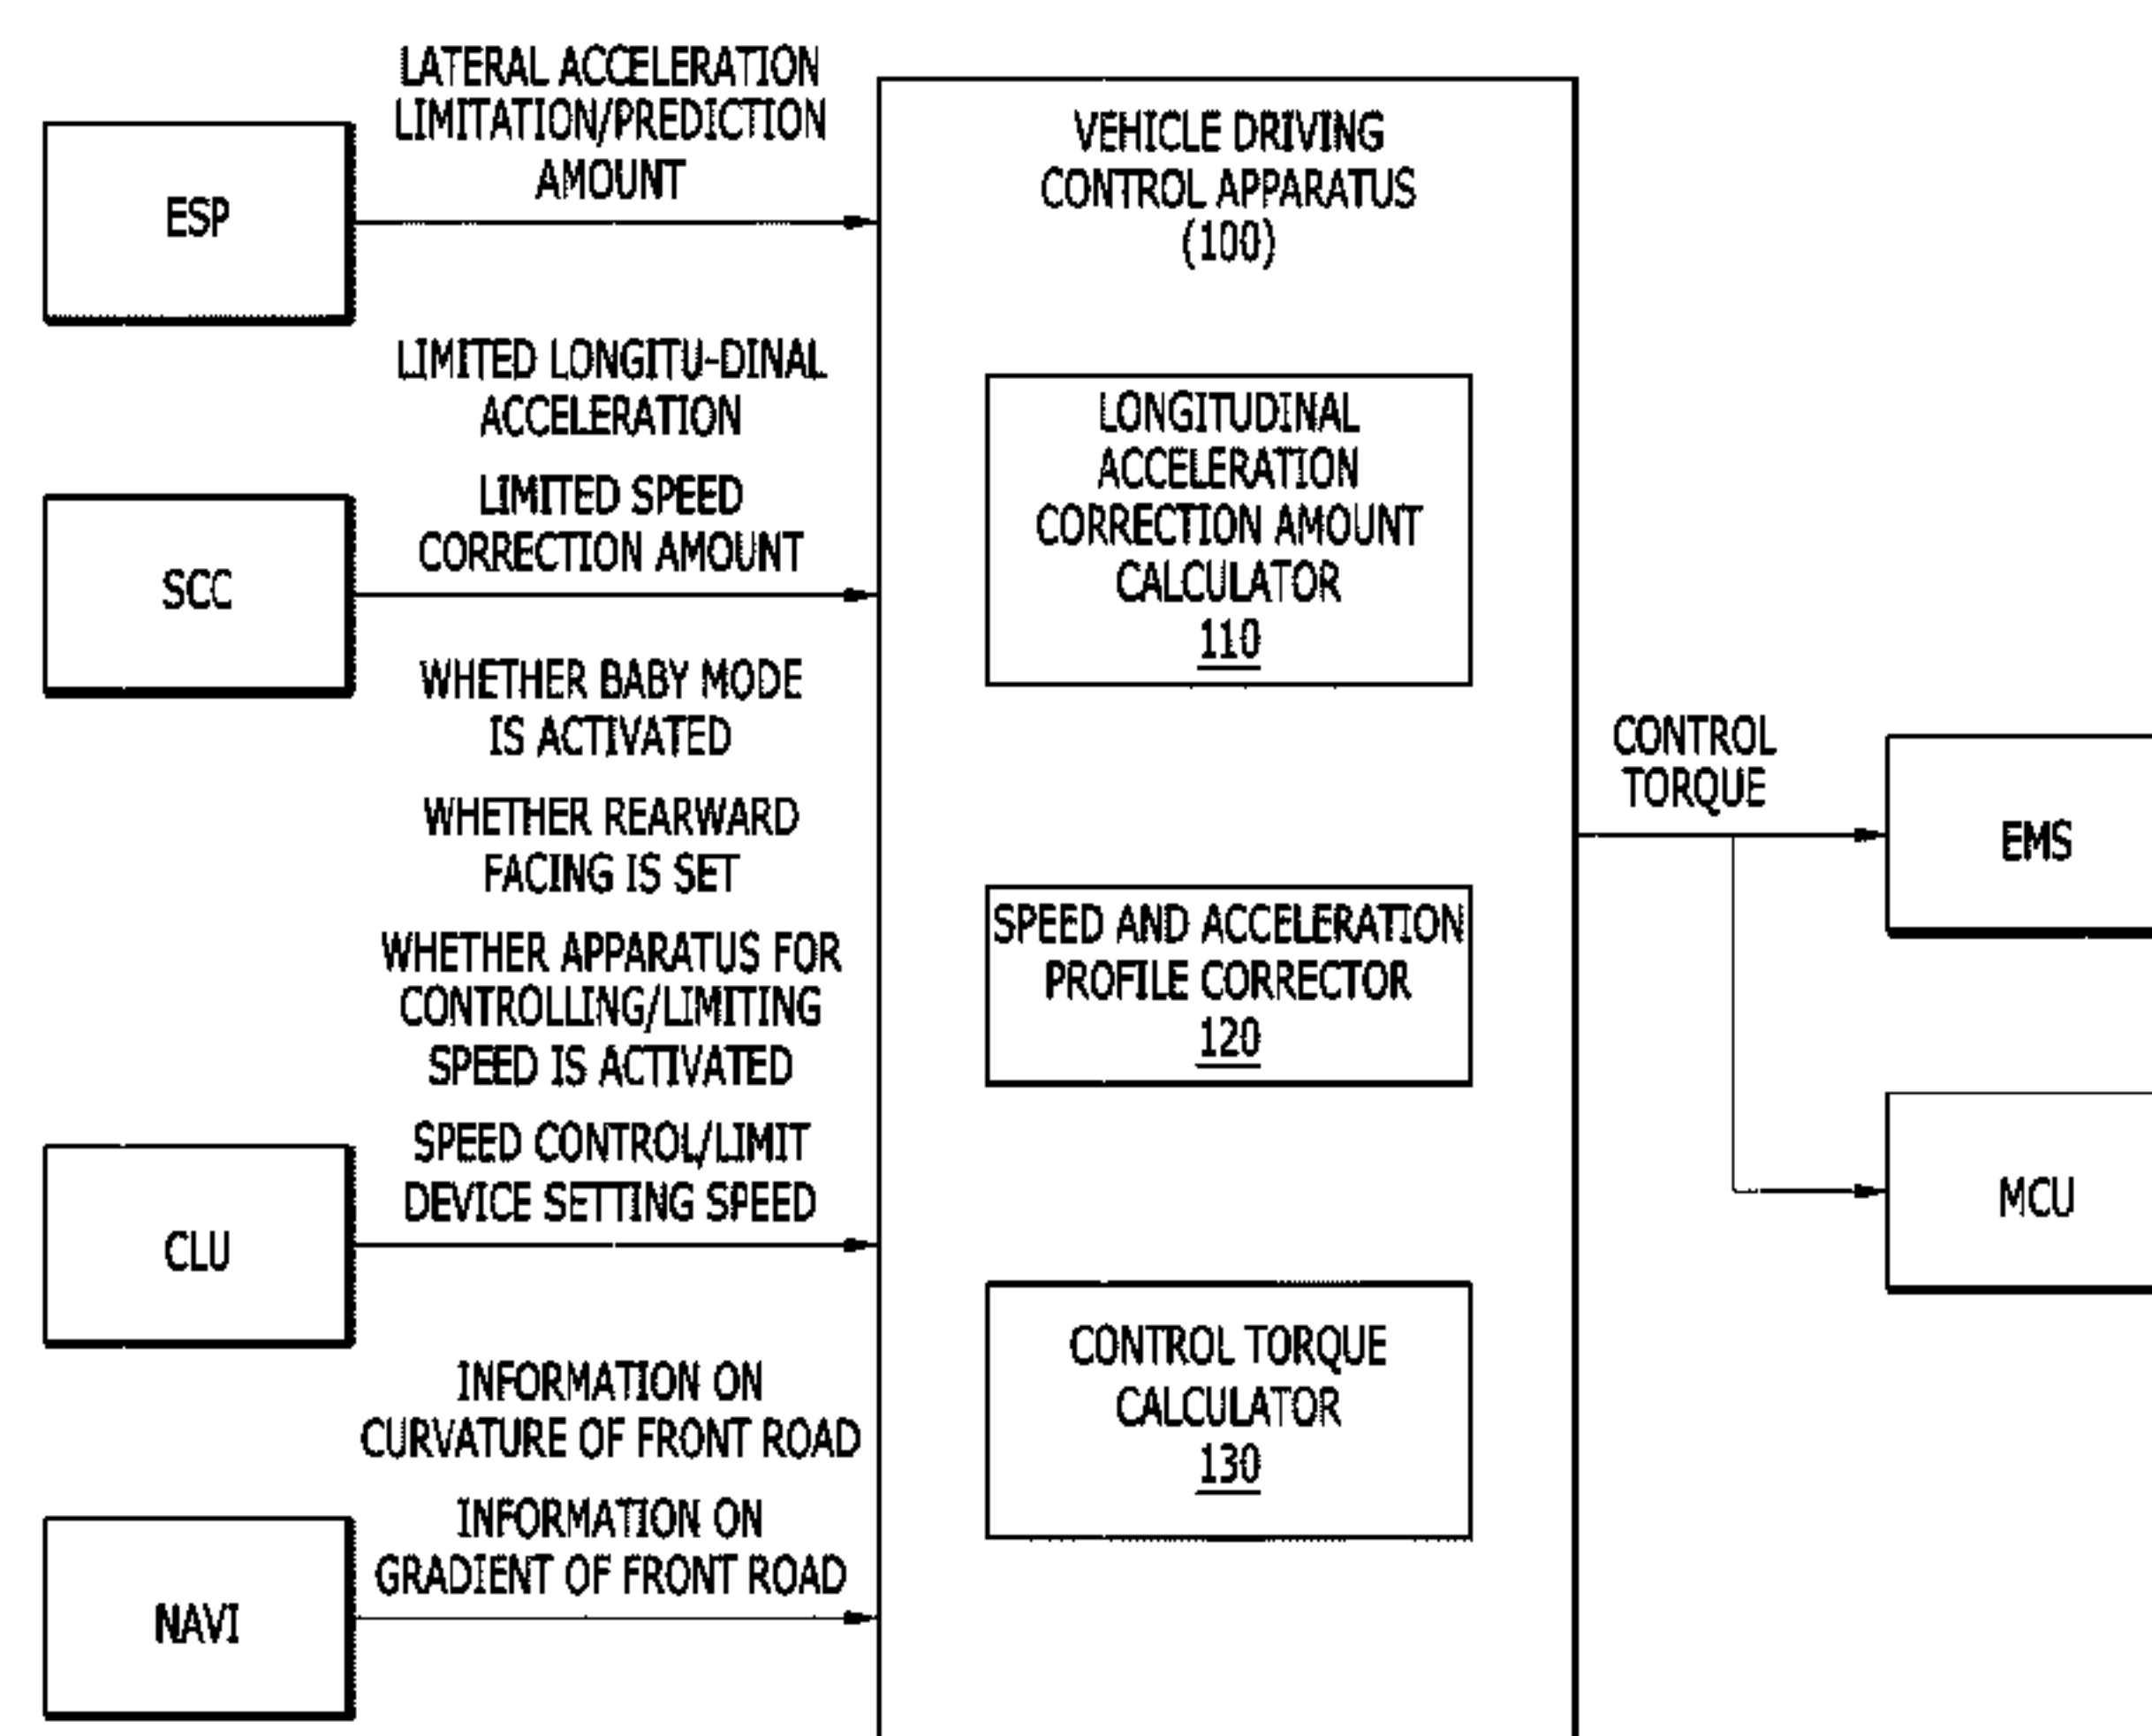 LATERAL ACCELERATION
LIMITATION/PREDICTION
AMOUNT
ESP
LIMITED LONGITU-DINAL
ACCELERATION
LIMITED SPEED
CORRECTION AMOUNT
SCC
WHETHER BABY MODE
IS ACTIVATED
WHETHER REARWARD
FACING IS SET
WHETHER APPARATUS FOR
CONTROLLING/LIMITING
SPEED IS ACTIVATED
SPEED CONTROL/LIMIT
DEVICE SETTING SPEED
CLU
INFORMATION ON
CURVATURE OF FRONT ROAD
INFORMATION ON
GRADIENT OF FRONT ROAD
NAVI
VEHICLE DRIVING
CONTROL APPARATUS
(100)
LONGITUDINAL
ACCELERATION
CORRECTION AMOUNT
CALCULATOR
110
SPEED AND ACCELERATION
PROFILE CORRECTOR
120
CONTROL TORQUE
CALCULATOR
130
CONTROL
TORQUE
EMS
MCU